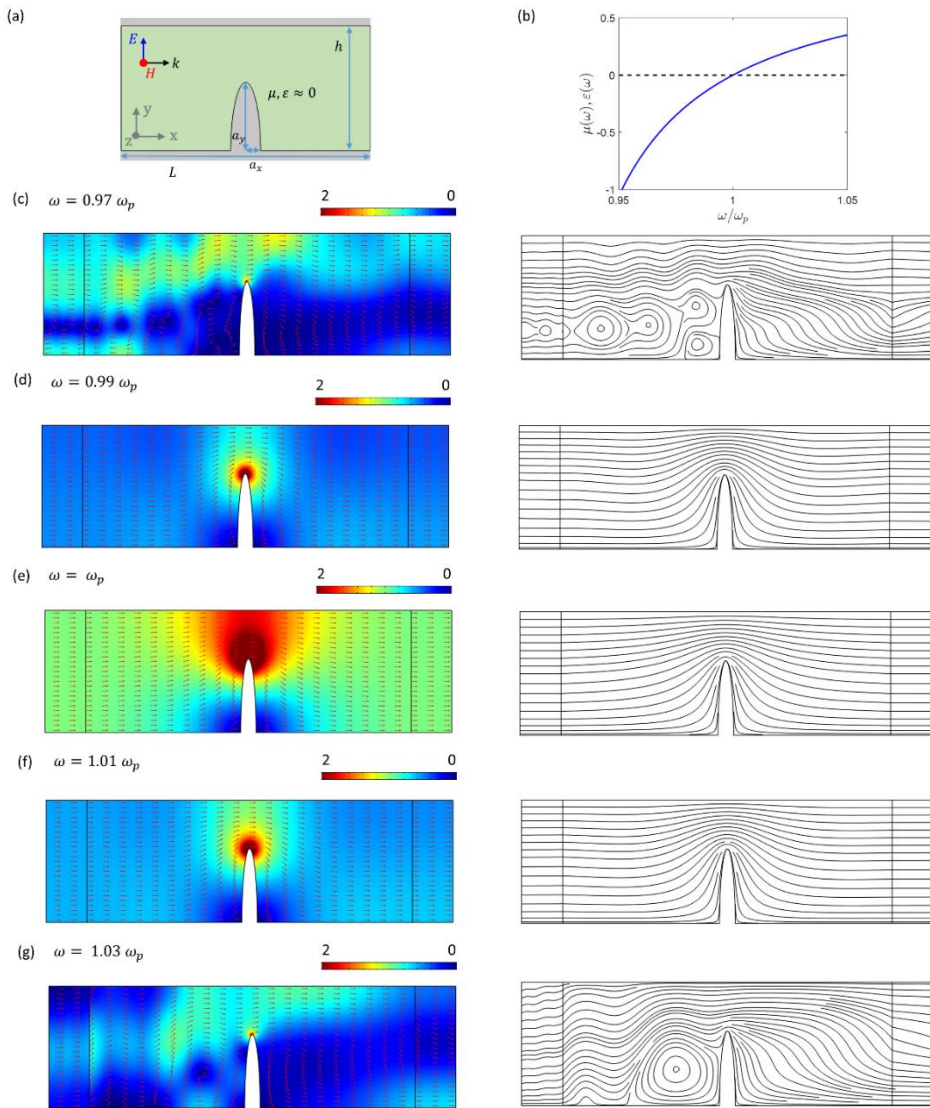 (a)
E
H
k
y
z
x
μ, ε ≈ 0
h
a_y
a_x
L
(b)
0.5
0
-0.5
-1
μ(ω), ε(ω)
0.95
1
1.05
ω/ω_p
(c) ω = 0.97 ω_p
2 0
(d) ω = 0.99 ω_p
2 0
(e) ω = ω_p
2 0
(f) ω = 1.01 ω_p
2 0
(g) ω = 1.03 ω_p
2 0